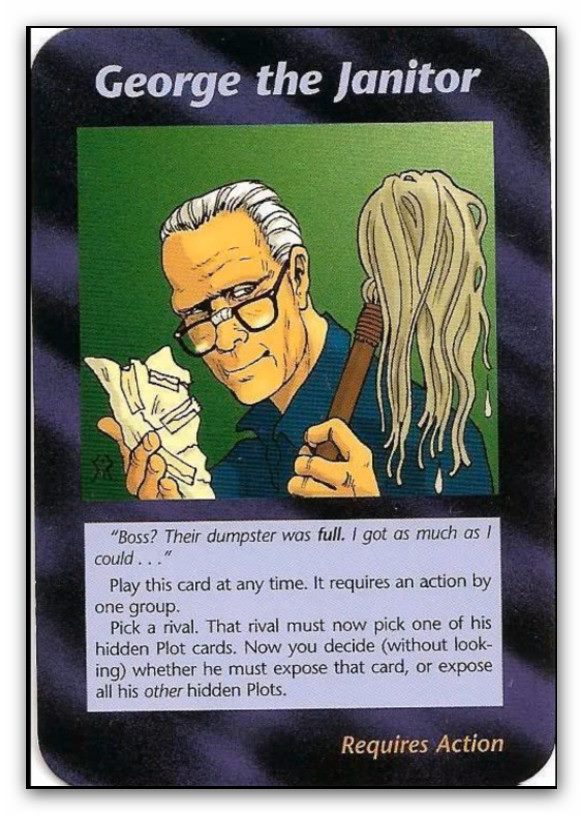 George the Janitor
"Boss? Their dumpster was full. I got as much as I
could . . ."
Play this card at any time. It requires an action by
one group.
Pick a rival. That rival must now pick one of his
hidden Plot cards. Now you decide (without look-
ing) whether he must expose that card, or expose
all his other hidden Plots.
Requires Action